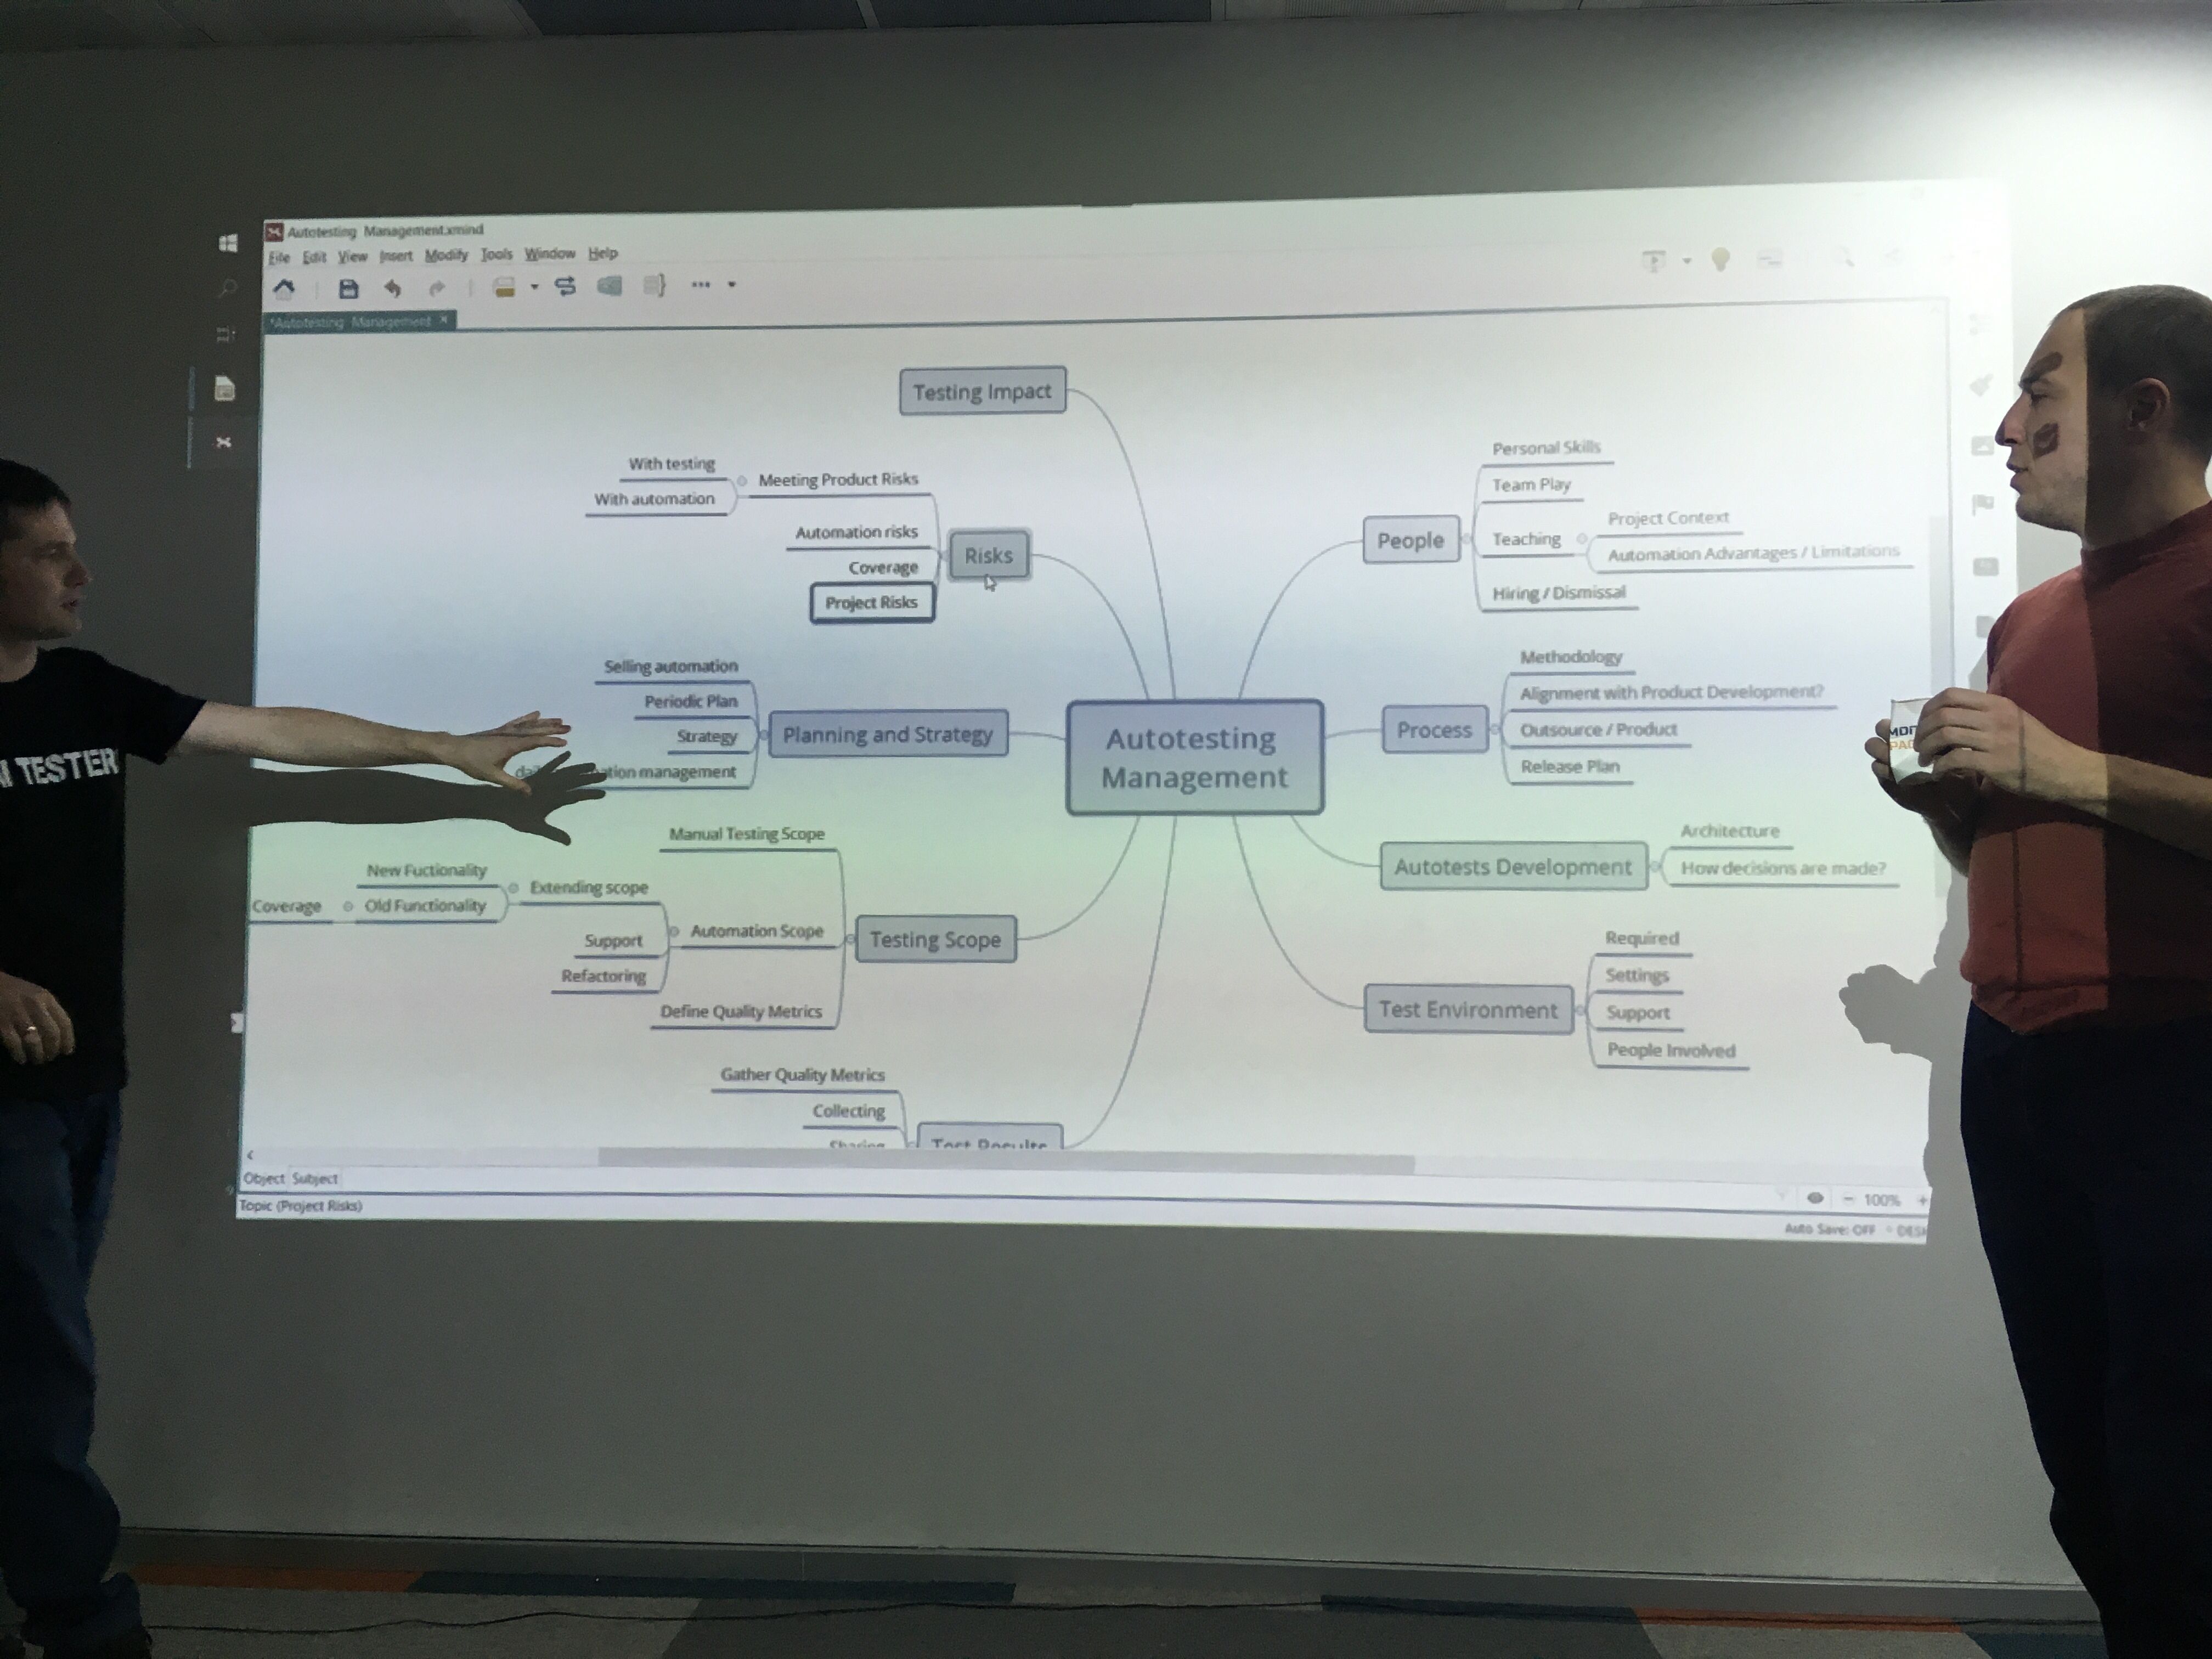 Autotesting Management.xmind
File Edit View Insert Modify Tools Window Help
*Autotesting Management
Testing Impact
With testing
With automation
Meeting Product Risks
Automation risks
Coverage
Project Risks
Risks
Selling automation
Periodic Plan
Strategy
management
Planning and Strategy
Manual Testing Scope
New Fuctionality
Old Functionality
Coverage
Extending scope
Support
Refactoring
Automation Scope
Define Quality Metrics
Testing Scope
Gather Quality Metrics
Collecting
Sharing
Test Results
Autotesting
Management
People
Personal Skills
Team Play
Teaching
Project Context
Automation Advantages / Limitations
Hiring / Dismissal
Process
Methodology
Alignment with Product Development?
Outsource / Product
Release Plan
Autotests Development
Architecture
How decisions are made?
Test Environment
Required
Settings
Support
People Involved
Object Subject
Topic (Project Risks)
100%
Auto Save: OFF
TESTER